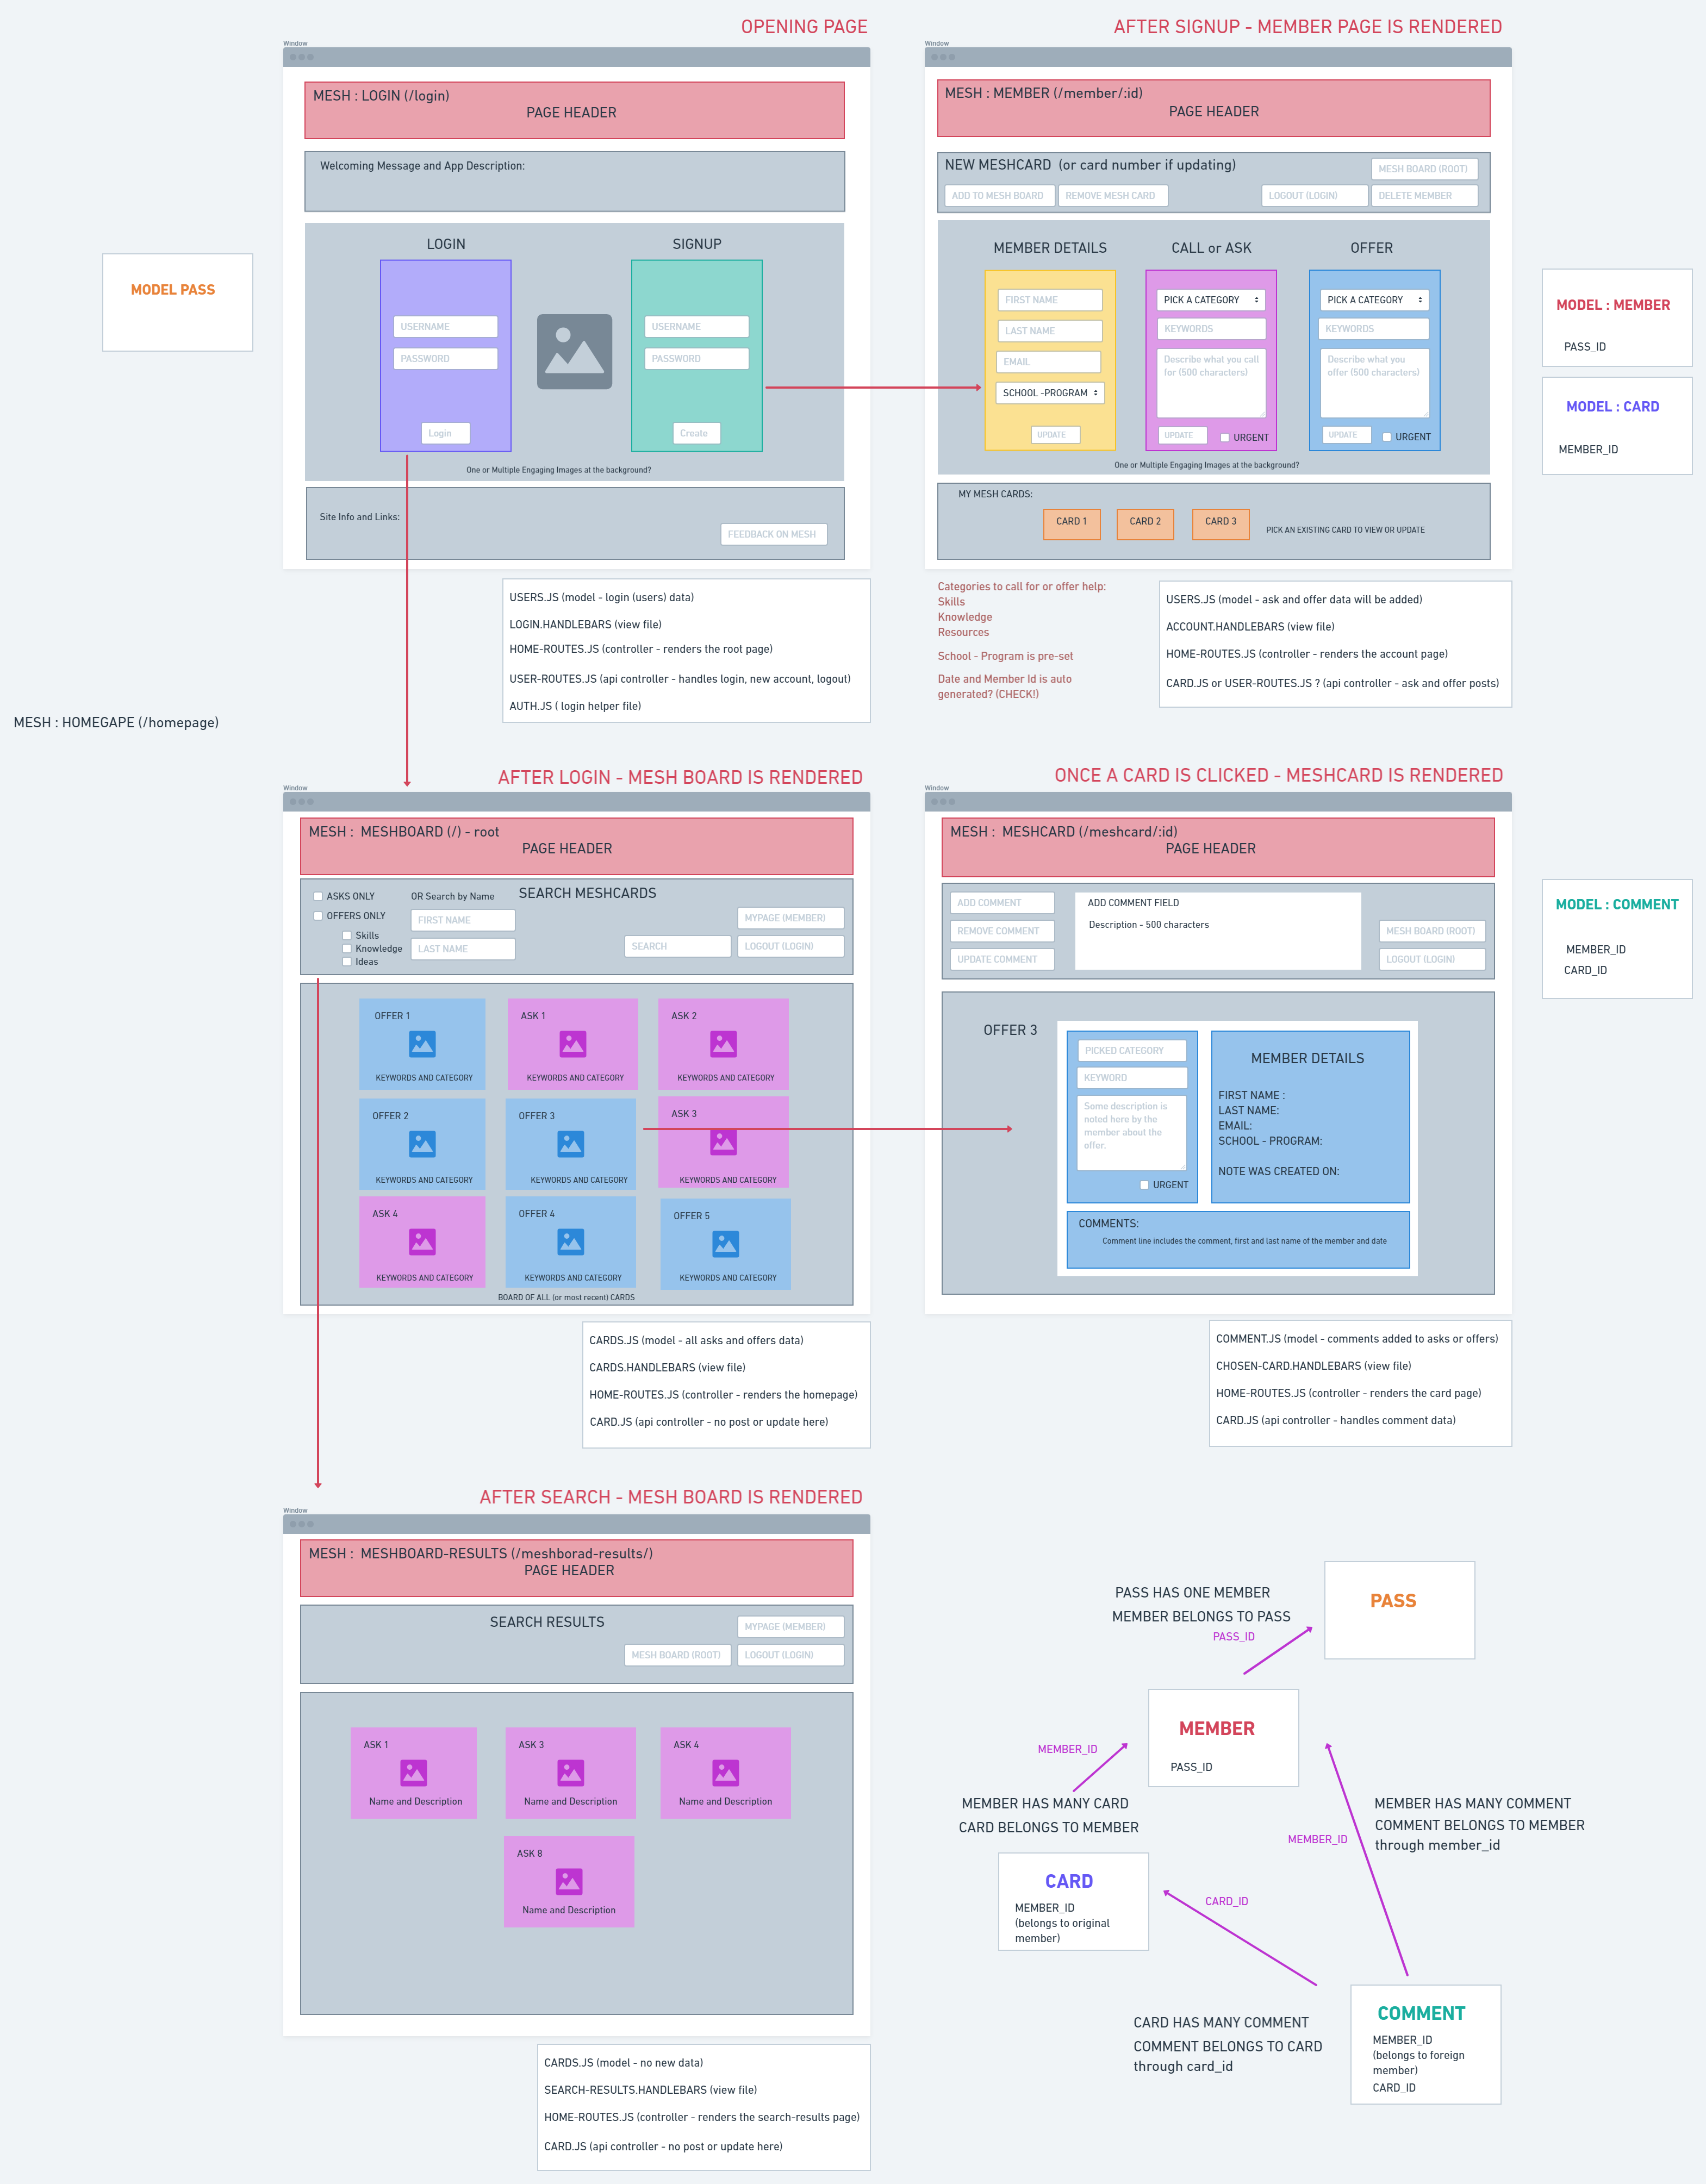 OPENING PAGE
Window
MESH : LOGIN (/login)
PAGE HEADER
Welcoming Message and App Description:
LOGIN
SIGNUP
USERNAME
PASSWORD
Login
USERNAME
PASSWORD
Create
One or Multiple Engaging Images at the background?
Site Info and Links:
FEEDBACK ON MESH
MODEL PASS
USERS.JS (model - login (users) data)
LOGIN.HANDLEBARS (view file)
HOME-ROUTES.JS (controller - renders the root page)
USER-ROUTES.JS (api controller - handles login, new account, logout)
AUTH.JS ( login helper file)
AFTER SIGNUP - MEMBER PAGE IS RENDERED
Window
MESH : MEMBER (/member/:id)
PAGE HEADER
NEW MESHCARD (or card number if updating)
MESH BOARD (ROOT)
ADD TO MESH BOARD
REMOVE MESH CARD
LOGOUT (LOGIN)
DELETE MEMBER
MEMBER DETAILS
CALL or ASK
OFFER
FIRST NAME
LAST NAME
EMAIL
SCHOOL -PROGRAM
UPDATE
PICK A CATEGORY
KEYWORDS
Describe what you call
for (500 characters)
UPDATE
URGENT
PICK A CATEGORY
KEYWORDS
Describe what you
offer (500 characters)
UPDATE
URGENT
One or Multiple Engaging Images at the background?
MY MESH CARDS:
CARD 1
CARD 2
CARD 3
PICK AN EXISTING CARD TO VIEW OR UPDATE
MODEL : MEMBER
PASS_ID
MODEL : CARD
MEMBER_ID
Categories to call for or offer help:
Skills
Knowledge
Resources
School - Program is pre-set
Date and Member Id is auto
generated? (CHECK!)
USERS.JS (model - ask and offer data will be added)
ACCOUNT.HANDLEBARS (view file)
HOME-ROUTES.JS (controller - renders the account page)
CARD.JS or USER-ROUTES.JS ? (api controller - ask and offer posts)
MESH : HOMEGAPE (/homepage)
AFTER LOGIN - MESH BOARD IS RENDERED
Window
MESH : MESHBOARD (/) - root
PAGE HEADER
SEARCH MESHCARDS
ASKS ONLY
OFFERS ONLY
Skills
Knowledge
Ideas
OR Search by Name
FIRST NAME
LAST NAME
SEARCH
MYPAGE (MEMBER)
LOGOUT (LOGIN)
OFFER 1
KEYWORDS AND CATEGORY
ASK 1
KEYWORDS AND CATEGORY
ASK 2
KEYWORDS AND CATEGORY
OFFER 2
KEYWORDS AND CATEGORY
OFFER 3
KEYWORDS AND CATEGORY
ASK 3
KEYWORDS AND CATEGORY
ASK 4
KEYWORDS AND CATEGORY
OFFER 4
KEYWORDS AND CATEGORY
OFFER 5
KEYWORDS AND CATEGORY
BOARD OF ALL (or most recent) CARDS
CARDS.JS (model - all asks and offers data)
CARDS.HANDLEBARS (view file)
HOME-ROUTES.JS (controller - renders the homepage)
CARD.JS (api controller - no post or update here)
ONCE A CARD IS CLICKED - MESHCARD IS RENDERED
Window
MESH : MESHCARD (/meshcard/:id)
PAGE HEADER
ADD COMMENT
REMOVE COMMENT
UPDATE COMMENT
ADD COMMENT FIELD
Description - 500 characters
MESH BOARD (ROOT)
LOGOUT (LOGIN)
OFFER 3
PICKED CATEGORY
KEYWORD
Some description is
noted here by the
member about the
offer.
URGENT
MEMBER DETAILS
FIRST NAME :
LAST NAME:
EMAIL:
SCHOOL - PROGRAM:
NOTE WAS CREATED ON:
COMMENTS:
Comment line includes the comment, first and last name of the member and date
MODEL : COMMENT
MEMBER_ID
CARD_ID
COMMENT.JS (model - comments added to asks or offers)
CHOSEN-CARD.HANDLEBARS (view file)
HOME-ROUTES.JS (controller - renders the card page)
CARD.JS (api controller - handles comment data)
AFTER SEARCH - MESH BOARD IS RENDERED
Window
MESH : MESHBOARD-RESULTS (/meshborad-results/)
PAGE HEADER
SEARCH RESULTS
MYPAGE (MEMBER)
MESH BOARD (ROOT)
LOGOUT (LOGIN)
ASK 1
Name and Description
ASK 3
Name and Description
ASK 4
Name and Description
ASK 8
Name and Description
CARDS.JS (model - no new data)
SEARCH-RESULTS.HANDLEBARS (view file)
HOME-ROUTES.JS (controller - renders the search-results page)
CARD.JS (api controller - no post or update here)
PASS HAS ONE MEMBER
MEMBER BELONGS TO PASS
PASS_ID
PASS
MEMBER
PASS_ID
MEMBER_ID
MEMBER HAS MANY CARD
CARD BELONGS TO MEMBER
MEMBER HAS MANY COMMENT
COMMENT BELONGS TO MEMBER
through member_id
MEMBER_ID
CARD
MEMBER_ID
(belongs to original
member)
CARD_ID
CARD HAS MANY COMMENT
COMMENT BELONGS TO CARD
through card_id
COMMENT
MEMBER_ID
(belongs to foreign
member)
CARD_ID